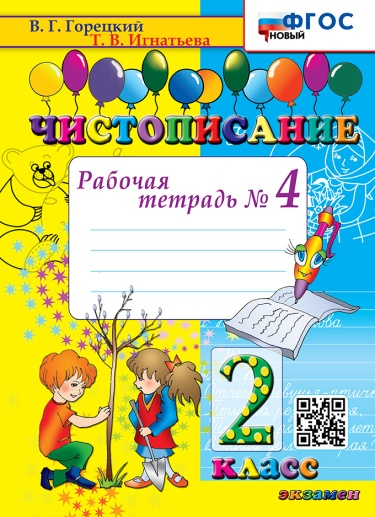 В. Г. Горецкий
Т. В. Игнатьева
ФГОС
НОВЫЙ
ЧИСТОПИСАНИЕ
Рабочая
тетрадь № 4
2
класс
экзамен